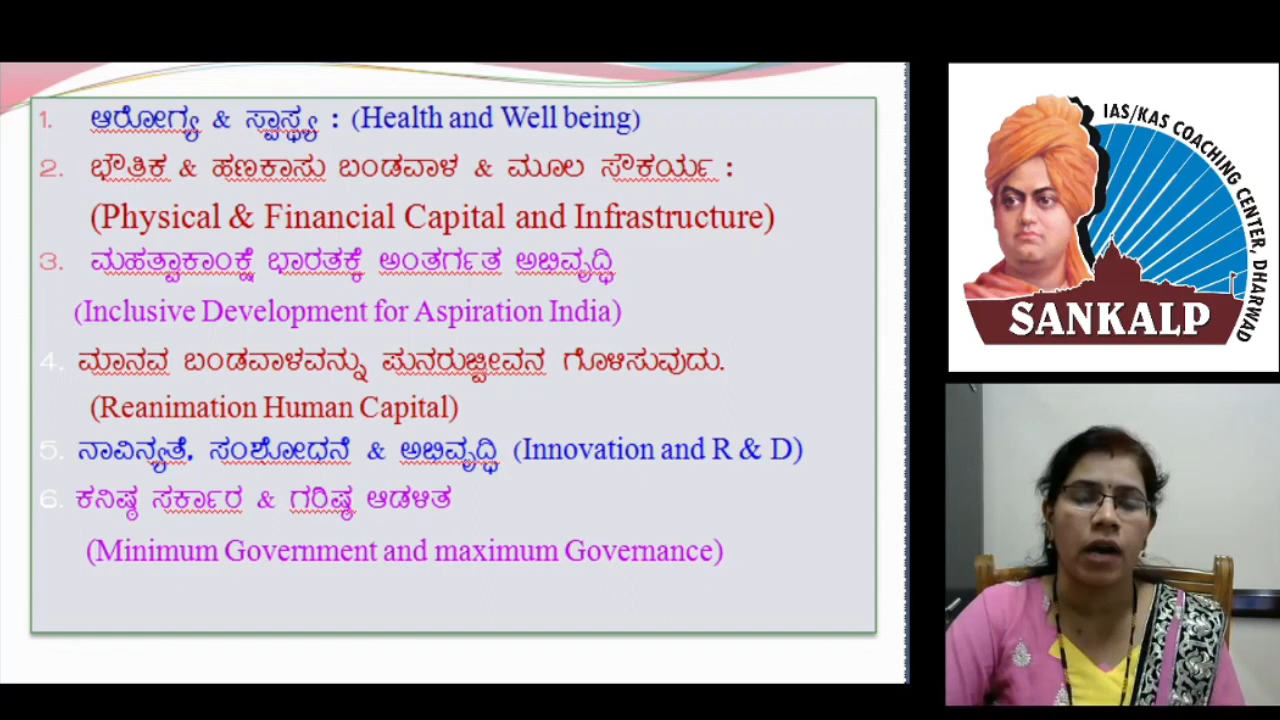 1. ಆರೋಗ್ಯ & ಸ್ವಾಸ್ಥ್ಯ : (Health and Well being)
2. ಭೌತಿಕ & ಹಣಕಾಸು ಬಂಡವಾಳ & ಮೂಲ ಸೌಕರ್ಯ :
(Physical & Financial Capital and Infrastructure)
3. ಮಹತ್ವಾಕಾಂಕ್ಷೆ ಭಾರತಕ್ಕೆ ಅಂತರ್ಗತ ಅಭಿವೃದ್ಧಿ
(Inclusive Development for Aspiration India)
4. ಮಾನವ ಬಂಡವಾಳವನ್ನು ಪುನರುಜ್ಜೀವನ ಗೊಳಿಸುವುದು.
(Reanimation Human Capital)
5. ನಾವಿನ್ಯತೆ, ಸಂಶೋದನೆ & ಅಭಿವೃದ್ಧಿ (Innovation and R & D)
6. ಕನಿಷ್ಠ ಸರ್ಕಾರ & ಗರಿಷ್ಠ ಆಡಳಿತ
(Minimum Government and maximum Governance)
IAS/KAS COACHING CENTER, DHARWAD
SANKALP